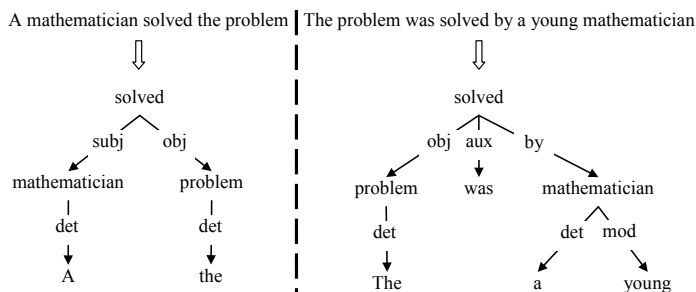 A mathematician solved the problem
The problem was solved by a young mathematician
solved
subj obj
mathematician problem
det det
A the
solved
obj aux by
problem was mathematician
det det mod
The a young